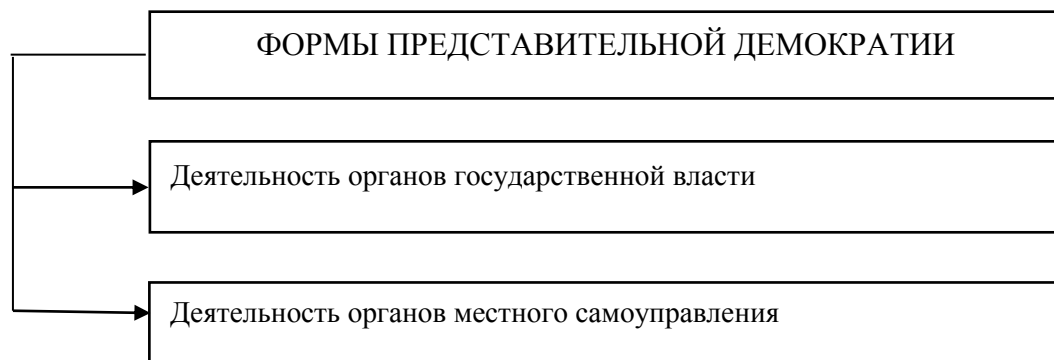 ФОРМЫ ПРЕДСТАВИТЕЛЬНОЙ ДЕМОКРАТИИ
Деятельность органов государственной власти
Деятельность органов местного самоуправления